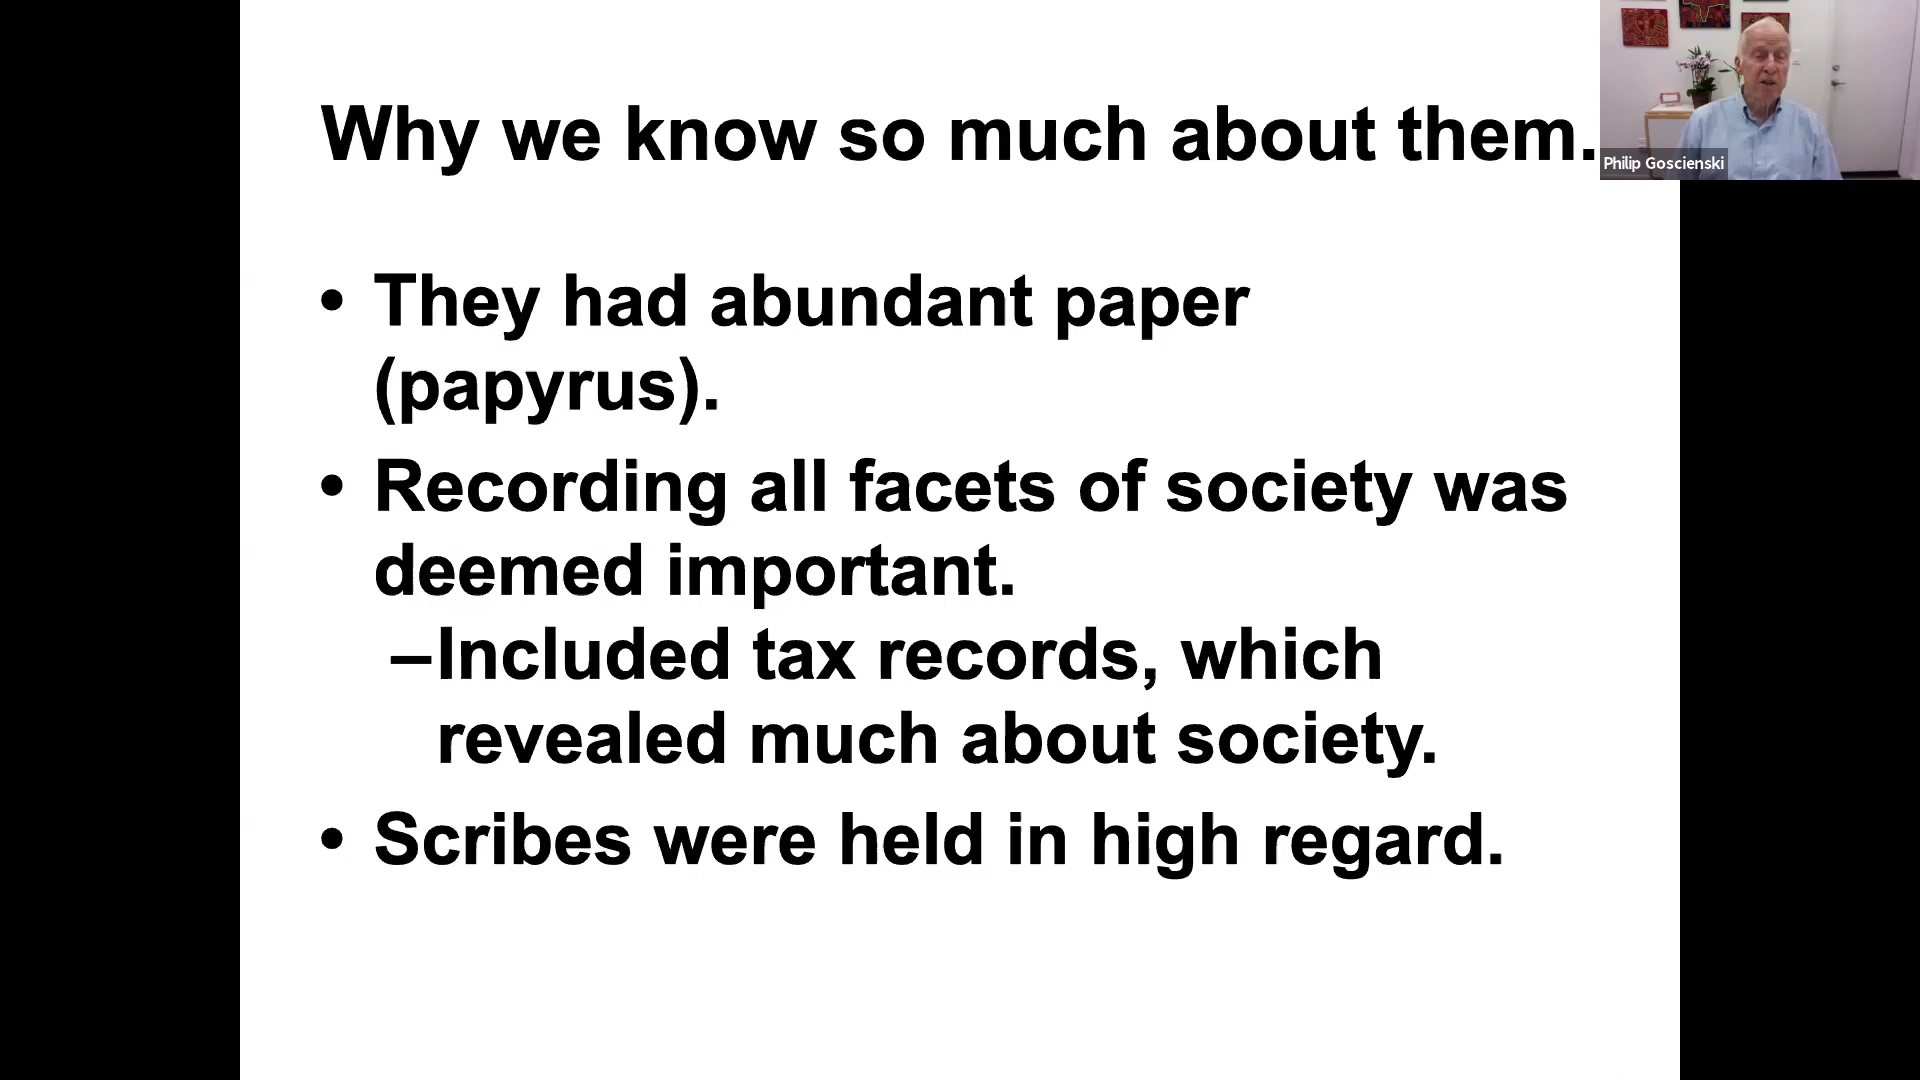 Why we know so much about them.
Philip Goscienski
• They had abundant paper
(papyrus).
• Recording all facets of society was
deemed important.
–Included tax records, which
revealed much about society.
• Scribes were held in high regard.